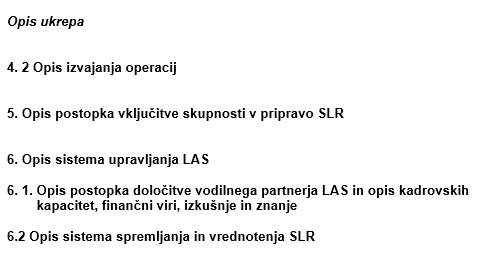 Opis ukrepa
4. 2 Opis izvajanja operacij
5. Opis postopka vključitve skupnosti v pripravo SLR
6. Opis sistema upravljanja LAS
6. 1. Opis postopka določitve vodilnega partnerja LAS in opis kadrovskih
kapacitet, finančni viri, izkušnje in znanje
6.2 Opis sistema spremljanja in vrednotenja SLR